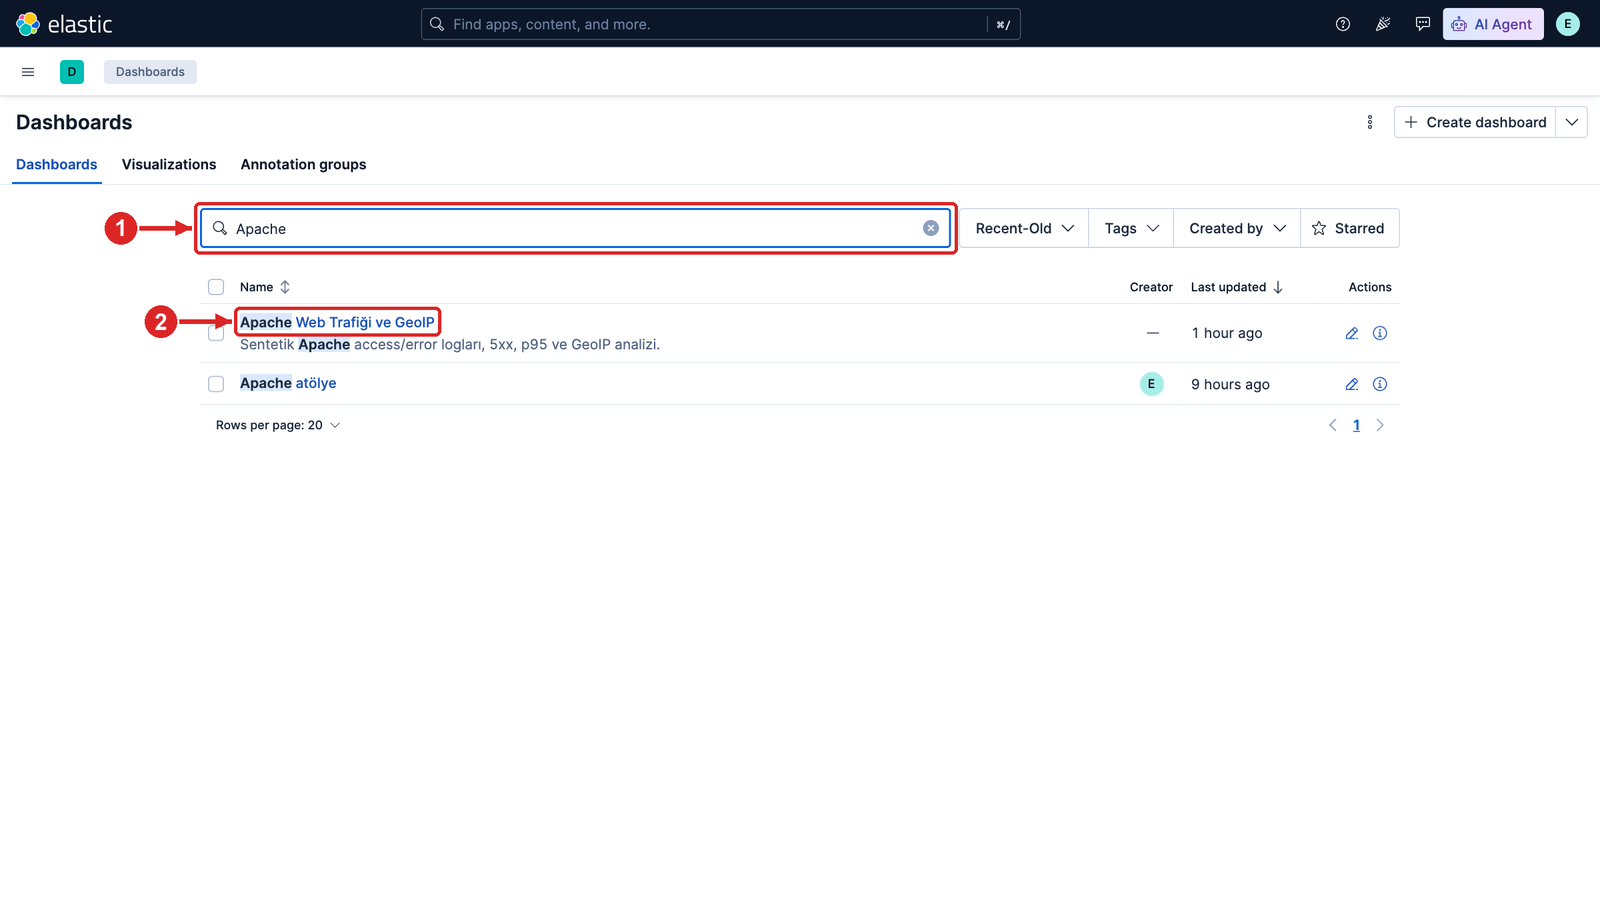 elastic
Find apps, content, and more.
⌘/
AI Agent
E
D
Dashboards
Dashboards
Create dashboard
Dashboards
Visualizations
Annotation groups
1
Apache
Recent-Old
Tags
Created by
Starred
Name
Creator
Last updated
Actions
2
Apache Web Trafiği ve GeoIP
Sentetik Apache access/error logları, 5xx, p95 ve GeoIP analizi.
—
1 hour ago
Apache atölye
E
9 hours ago
Rows per page: 20
1